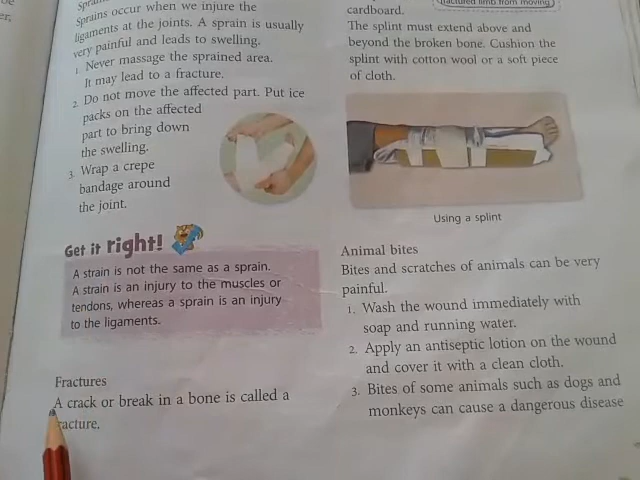 Sprains
Sprains occur when we injure the
ligaments at the joints. A sprain is usually
very painful and leads to swelling.
1. Never massage the sprained area.
It may lead to a fracture.
2. Do not move the affected part. Put ice
packs on the affected
part to bring down
the swelling.
3. Wrap a crepe
bandage around
the joint.
Get it right!
A strain is not the same as a sprain.
A strain is an injury to the muscles or
tendons, whereas a sprain is an injury
to the ligaments.
Fractures
A crack or break in a bone is called a
racture.
fractured limb from moving)
cardboard.
The splint must extend above and
beyond the broken bone. Cushion the
splint with cotton wool or a soft piece
of cloth.
Using a splint
Animal bites
Bites and scratches of animals can be very
painful.
1. Wash the wound immediately with
soap and running water.
2. Apply an antiseptic lotion on the wound
and cover it with a clean cloth.
3. Bites of some animals such as dogs and
monkeys can cause a dangerous disease